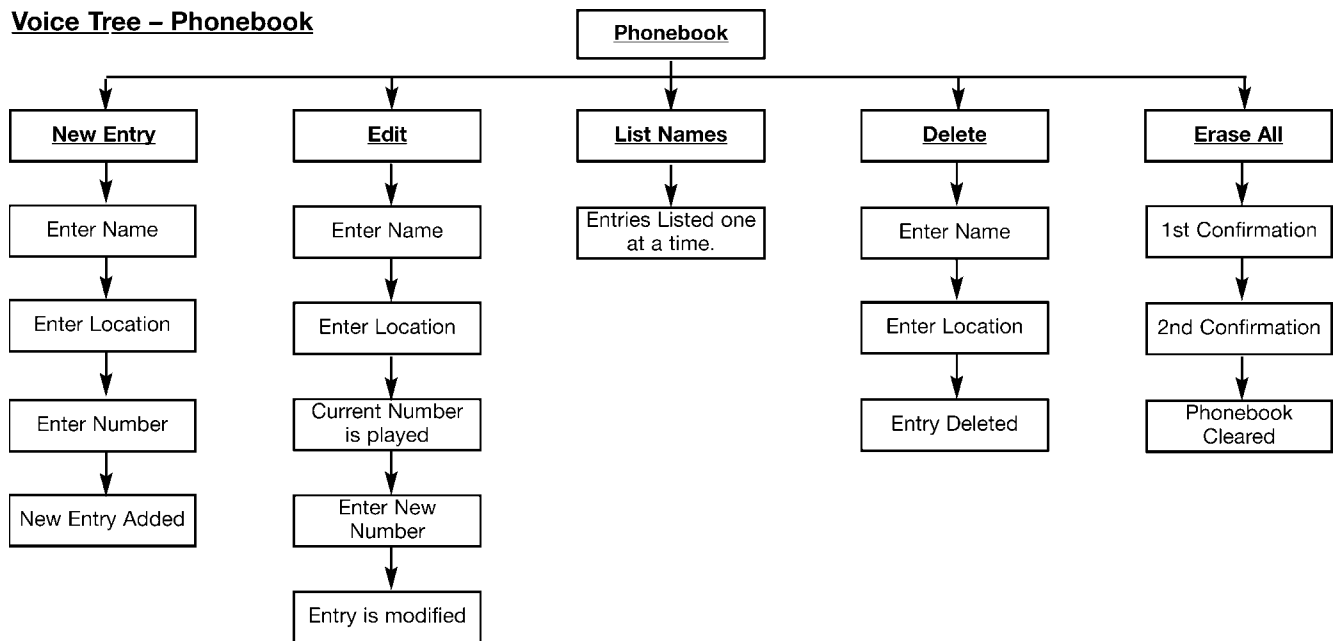 Voice Tree – Phonebook
Phonebook
New Entry
Edit
List Names
Delete
Erase All
Enter Name
Enter Name
Entries Listed one
at a time.
Enter Name
1st Confirmation
Enter Location
Enter Location
Enter Location
2nd Confirmation
Enter Number
Current Number
is played
Entry Deleted
Phonebook
Cleared
New Entry Added
Enter New
Number
Entry is modified